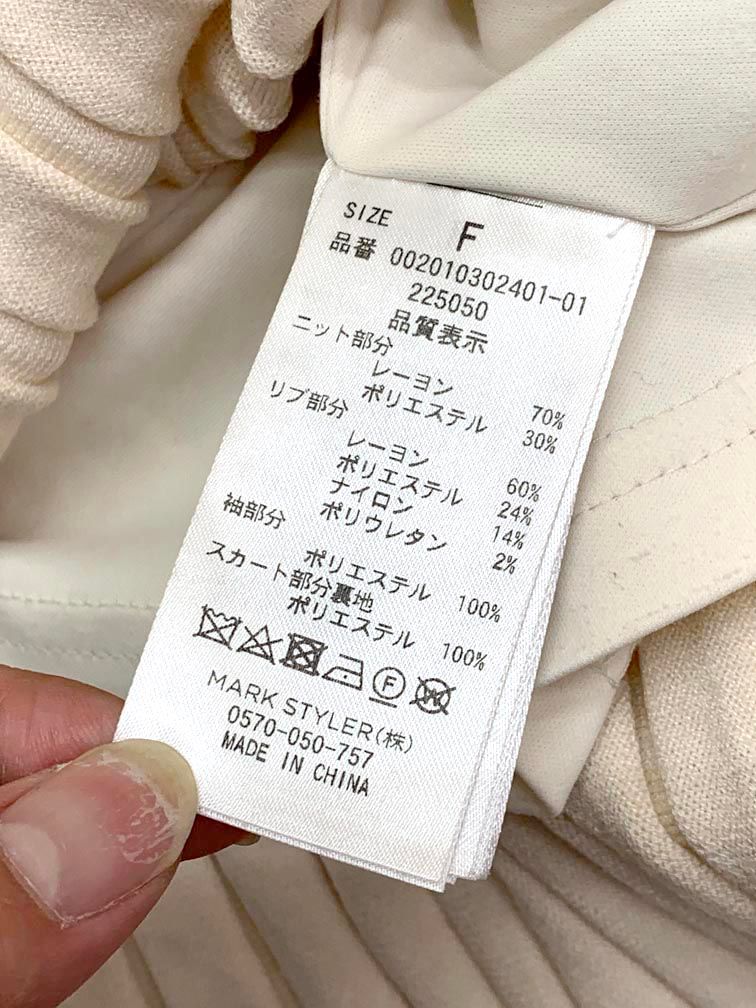 SIZE F
品番 002010302401-01
225050
品質表示
ニット部分
レーヨン 70%
ポリエステル 30%
リブ部分
レーヨン 60%
ポリエステル 24%
ナイロン 14%
ポリウレタン 2%
袖部分
ポリエステル 100%
スカート部分裏地
ポリエステル 100%
F W
MARK STYLER(株)
0570-050-757
MADE IN CHINA